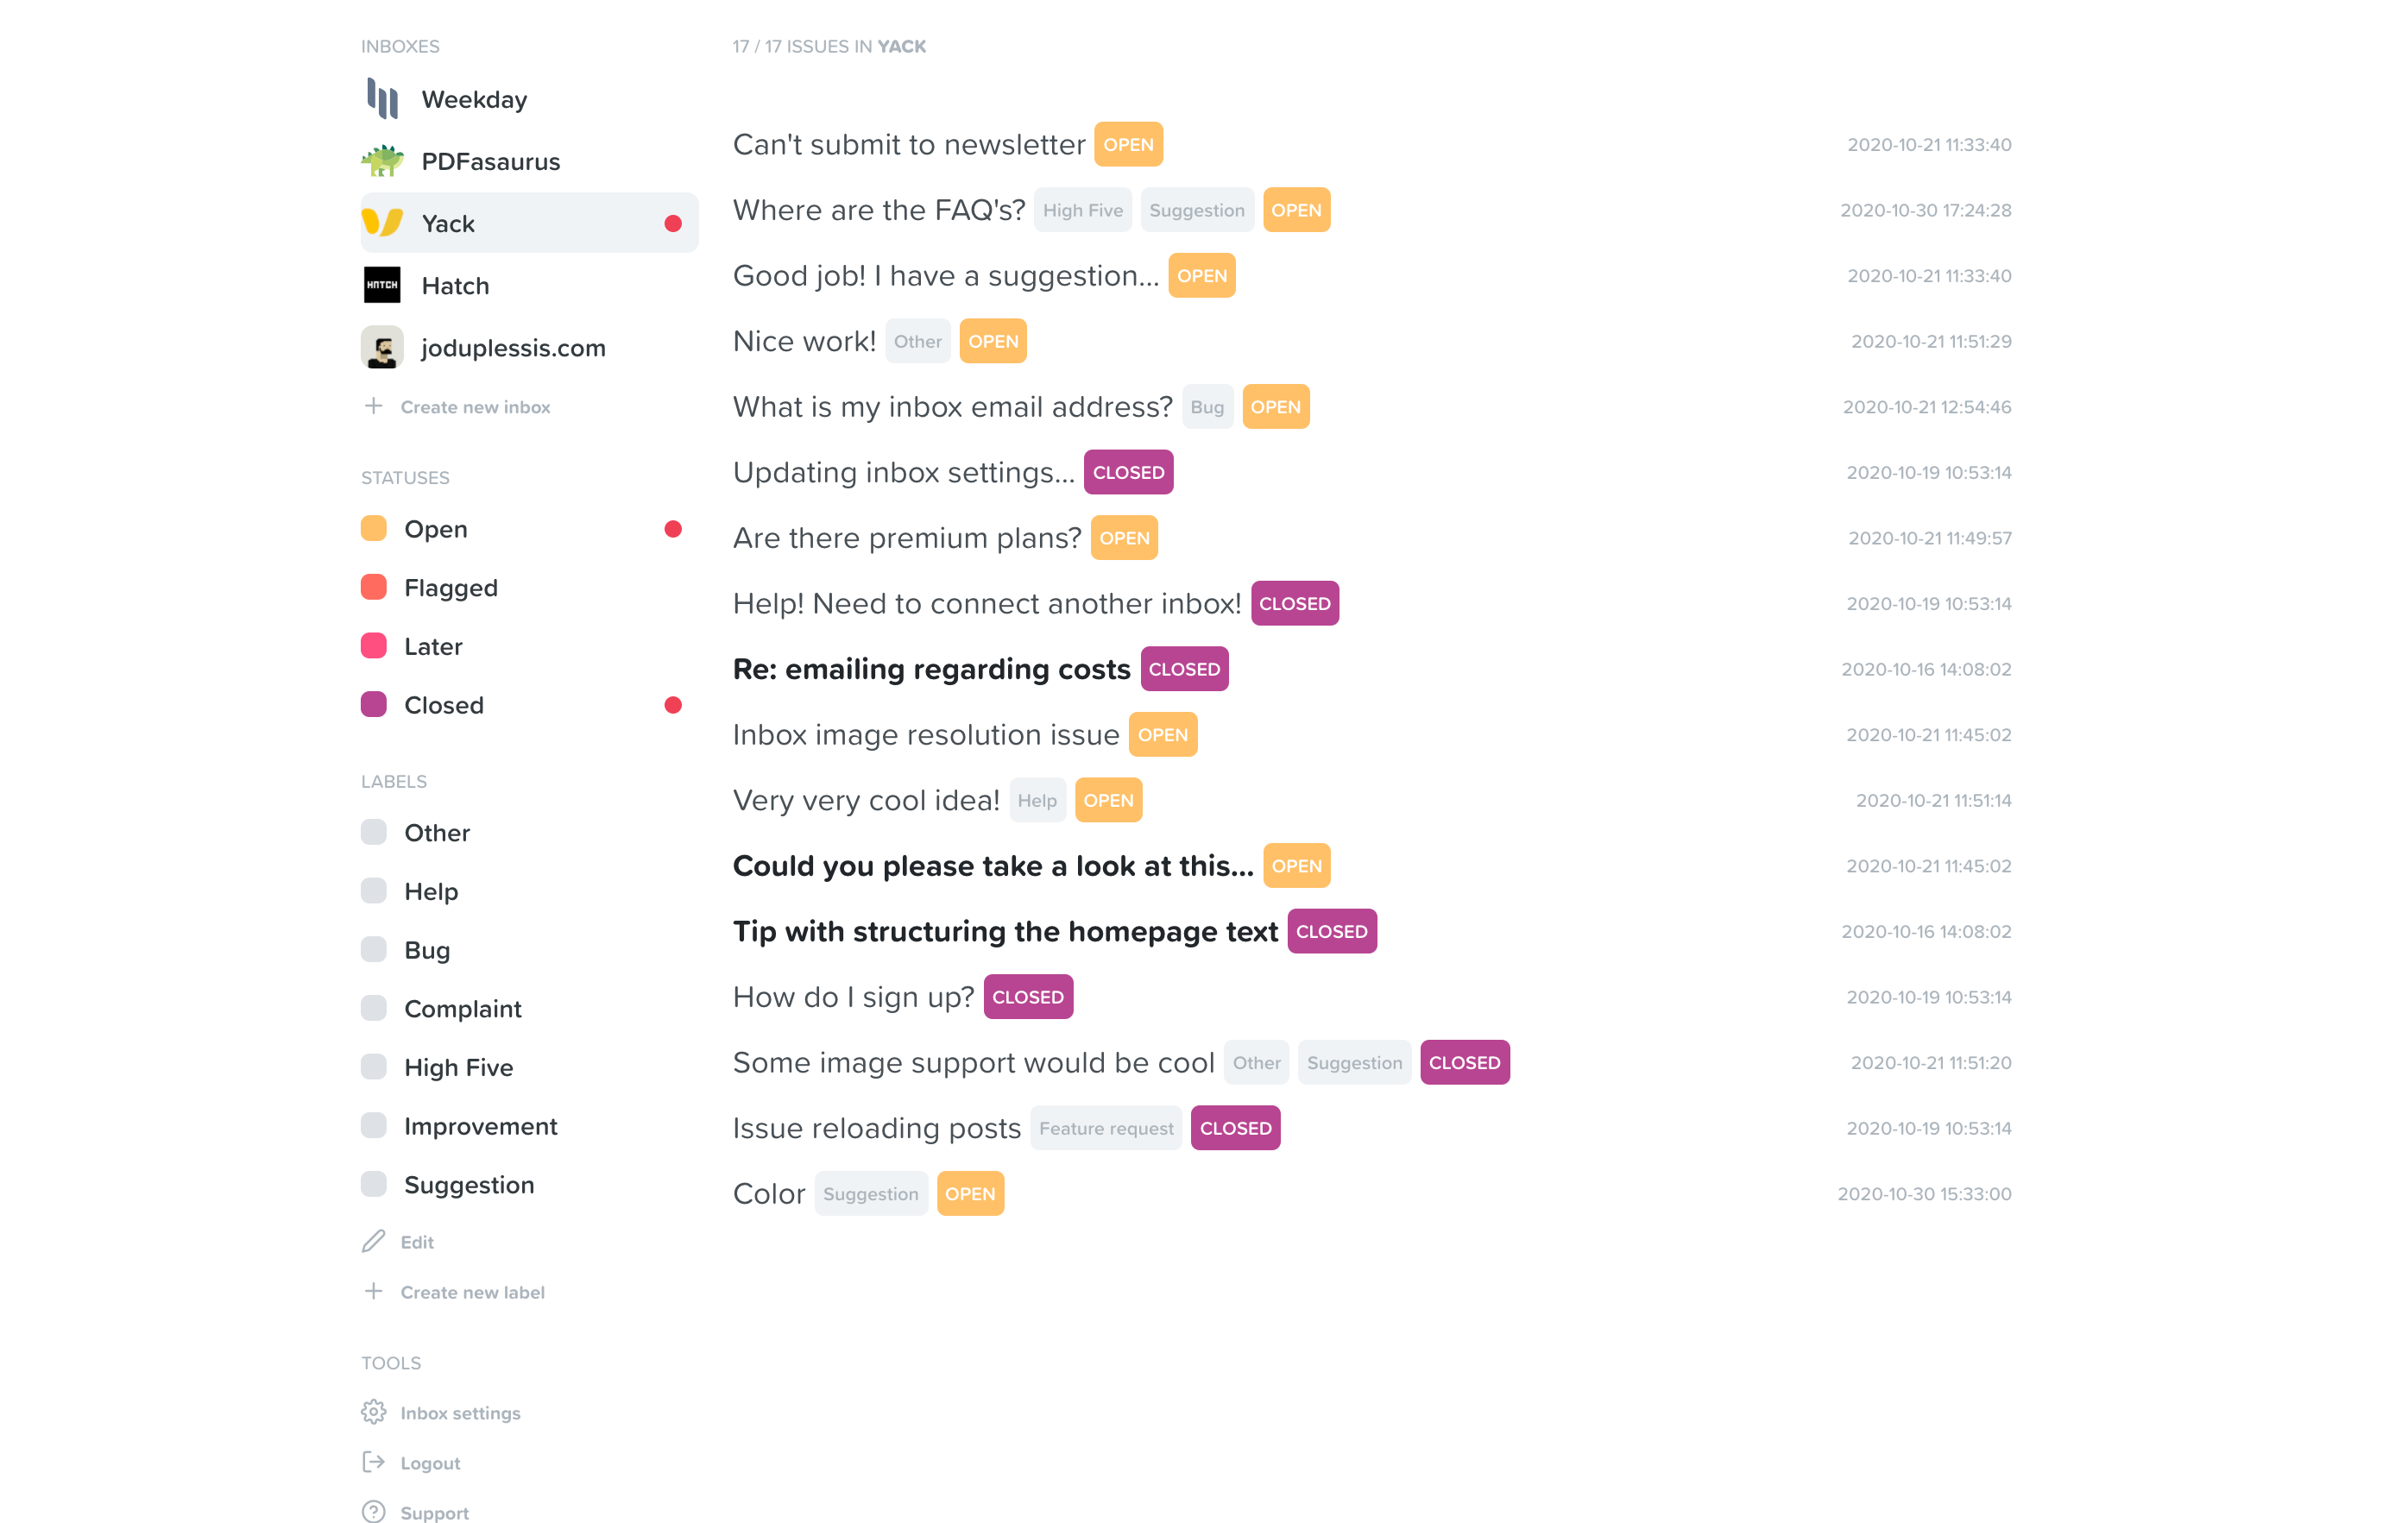 INBOXES
Weekday
PDFasaurus
Yack
HATCH
Hatch
joduplessis.com
Create new inbox
STATUSES
Open
Flagged
Later
Closed
LABELS
Other
Help
Bug
Complaint
High Five
Improvement
Suggestion
Edit
Create new label
TOOLS
Inbox settings
Logout
Support
17 / 17 ISSUES IN YACK
Can't submit to newsletter OPEN 2020-10-21 11:33:40
Where are the FAQ's? High Five Suggestion OPEN 2020-10-30 17:24:28
Good job! I have a suggestion... OPEN 2020-10-21 11:33:40
Nice work! Other OPEN 2020-10-21 11:51:29
What is my inbox email address? Bug OPEN 2020-10-21 12:54:46
Updating inbox settings... CLOSED 2020-10-19 10:53:14
Are there premium plans? OPEN 2020-10-21 11:49:57
Help! Need to connect another inbox! CLOSED 2020-10-19 10:53:14
Re: emailing regarding costs CLOSED 2020-10-16 14:08:02
Inbox image resolution issue OPEN 2020-10-21 11:45:02
Very very cool idea! Help OPEN 2020-10-21 11:51:14
Could you please take a look at this... OPEN 2020-10-21 11:45:02
Tip with structuring the homepage text CLOSED 2020-10-16 14:08:02
How do I sign up? CLOSED 2020-10-19 10:53:14
Some image support would be cool Other Suggestion CLOSED 2020-10-21 11:51:20
Issue reloading posts Feature request CLOSED 2020-10-19 10:53:14
Color Suggestion OPEN 2020-10-30 15:33:00